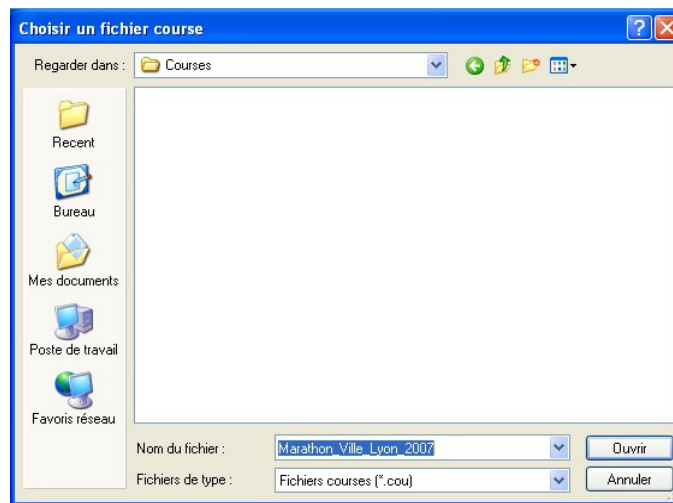 Choisir un fichier course
Regarder dans :
Courses
Recent
Bureau
Mes documents
Poste de travail
Favoris réseau
Nom du fichier :
Marathon_Ville_Lyon_2007
Ouvrir
Fichiers de type :
Fichiers courses (*.cou)
Annuler